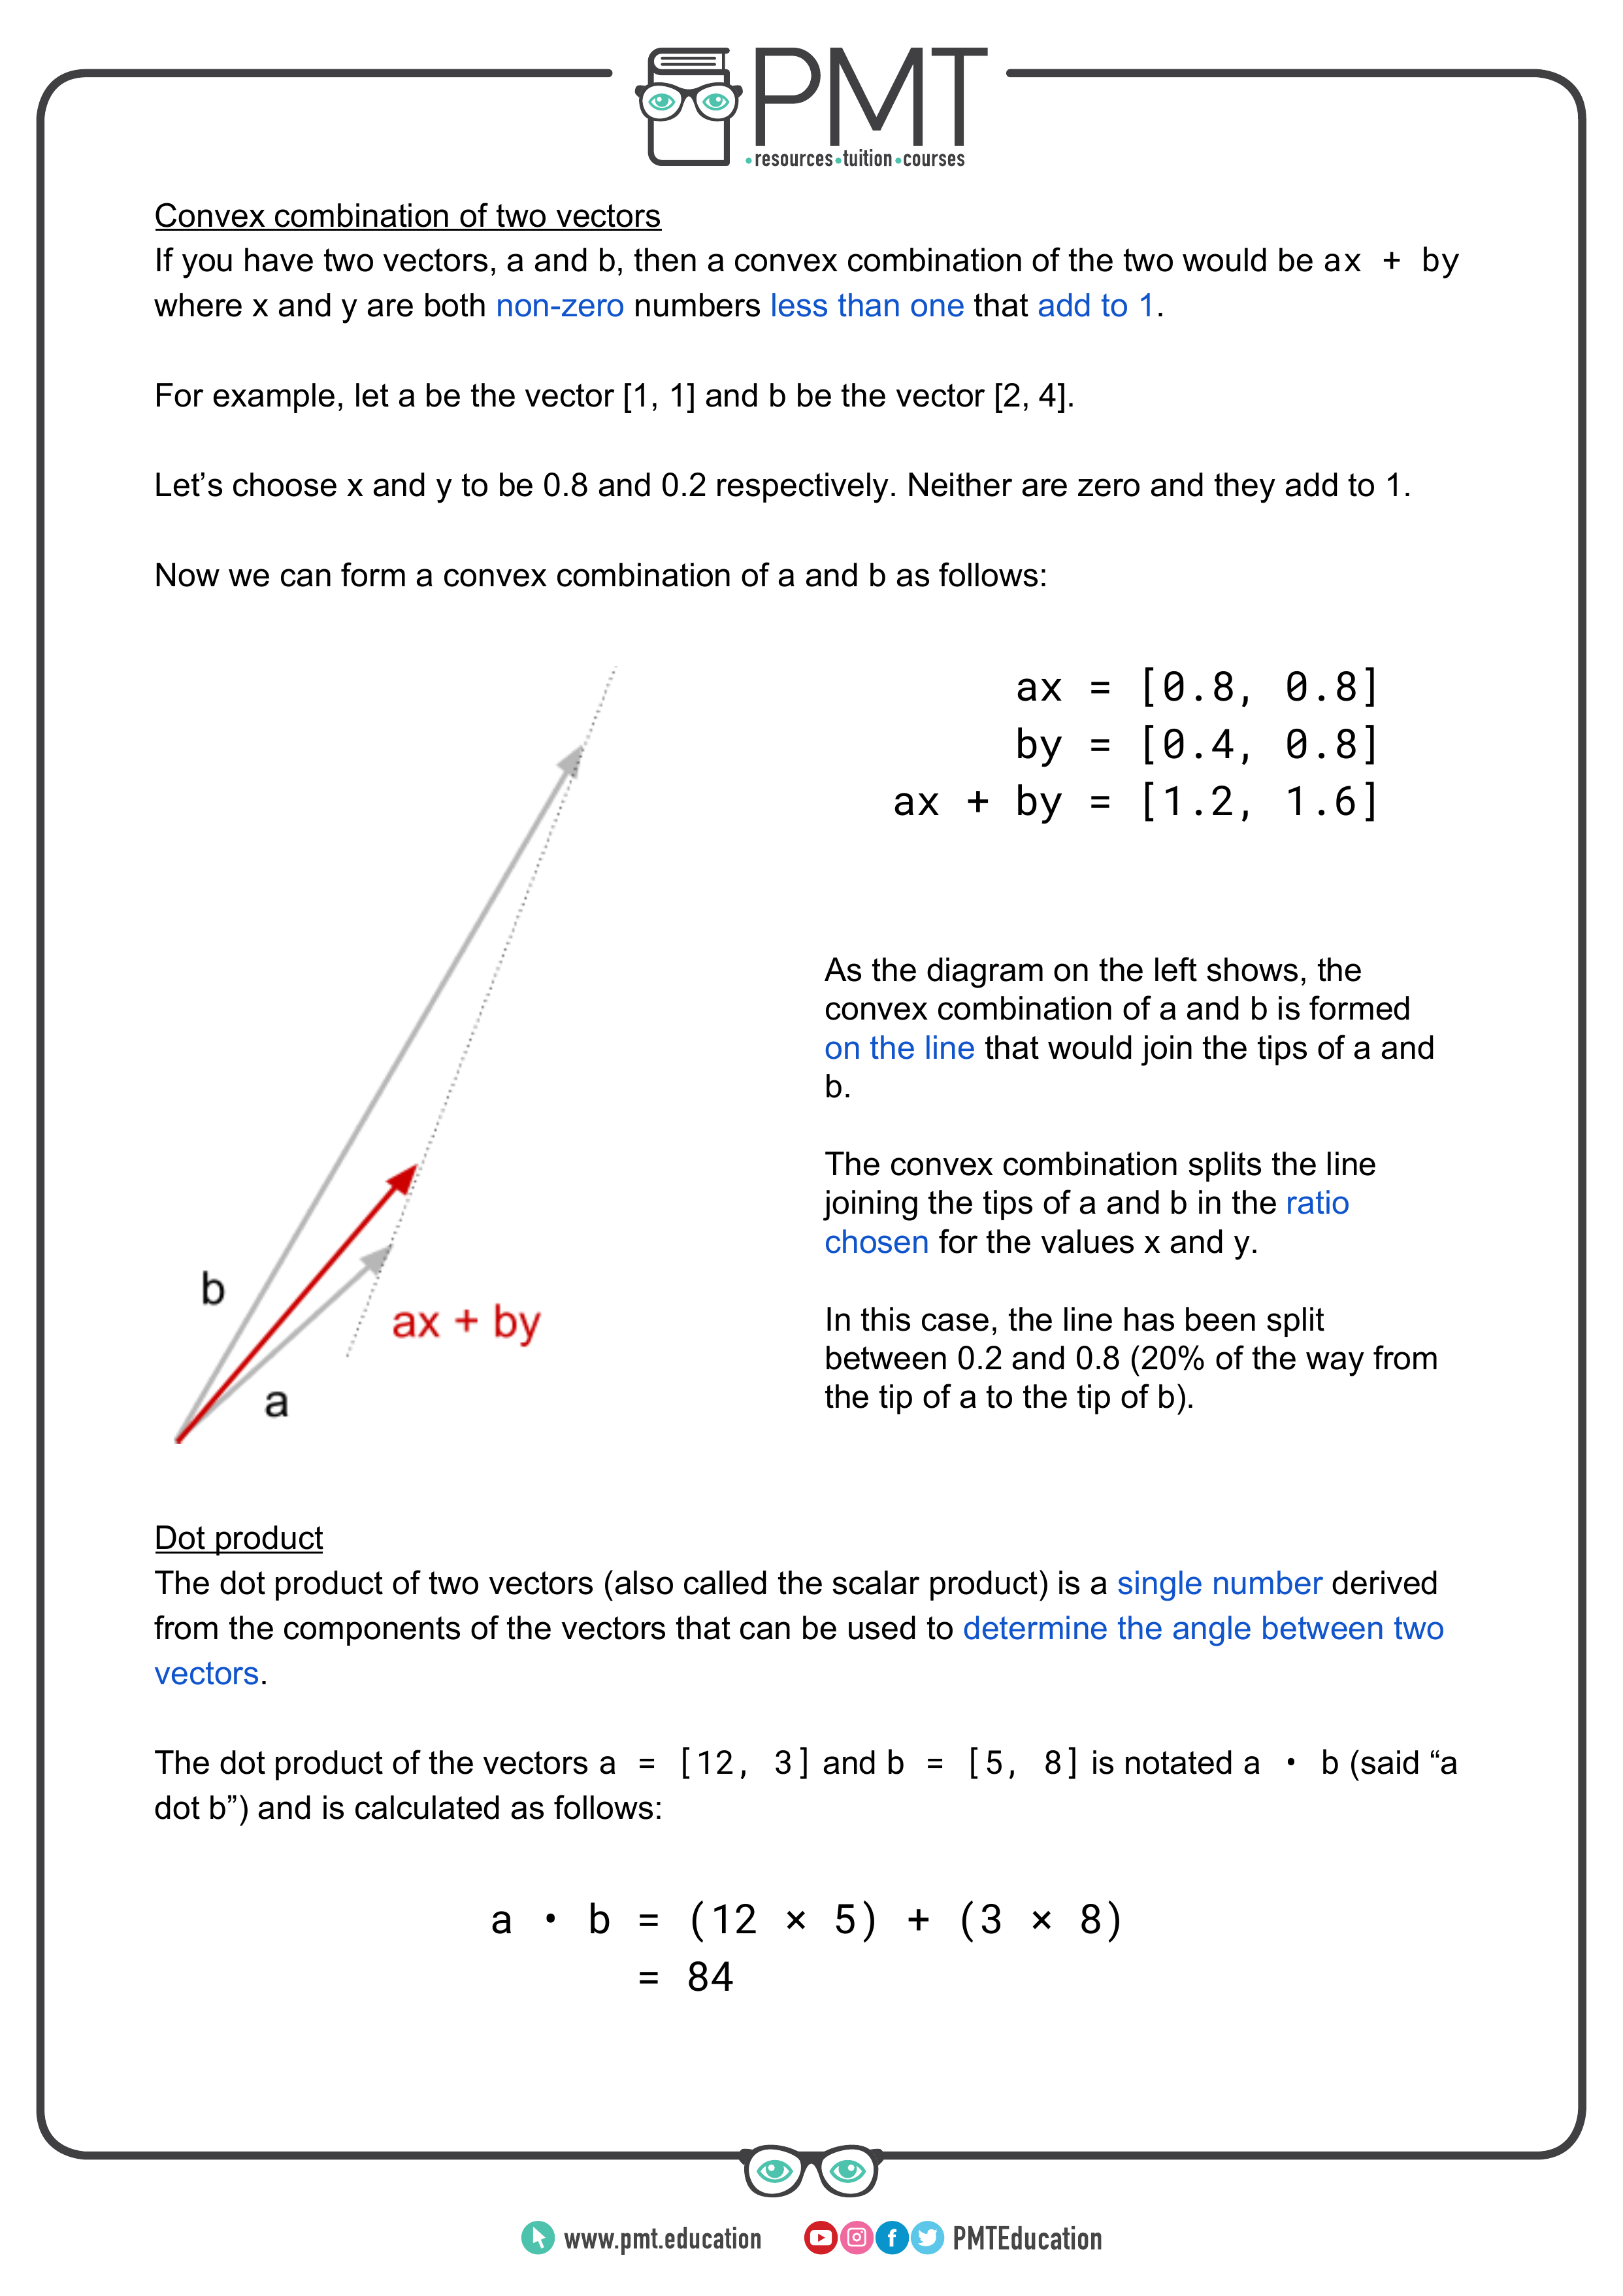 PMT
•resources•tuition•courses
Convex combination of two vectors
If you have two vectors, a and b, then a convex combination of the two would be ax + by
where x and y are both non-zero numbers less than one that add to 1.
For example, let a be the vector [1, 1] and b be the vector [2, 4].
Let’s choose x and y to be 0.8 and 0.2 respectively. Neither are zero and they add to 1.
Now we can form a convex combination of a and b as follows:
ax = [0.8, 0.8]
by = [0.4, 0.8]
ax + by = [1.2, 1.6]
As the diagram on the left shows, the
convex combination of a and b is formed
on the line that would join the tips of a and
b.
The convex combination splits the line
joining the tips of a and b in the ratio
chosen for the values x and y.
In this case, the line has been split
between 0.2 and 0.8 (20% of the way from
the tip of a to the tip of b).
b
ax + by
a
Dot product
The dot product of two vectors (also called the scalar product) is a single number derived
from the components of the vectors that can be used to determine the angle between two
vectors.
The dot product of the vectors a = [12, 3] and b = [5, 8] is notated a • b (said “a
dot b”) and is calculated as follows:
a • b = (12 × 5) + (3 × 8)
= 84
www.pmt.education
PMTEducation